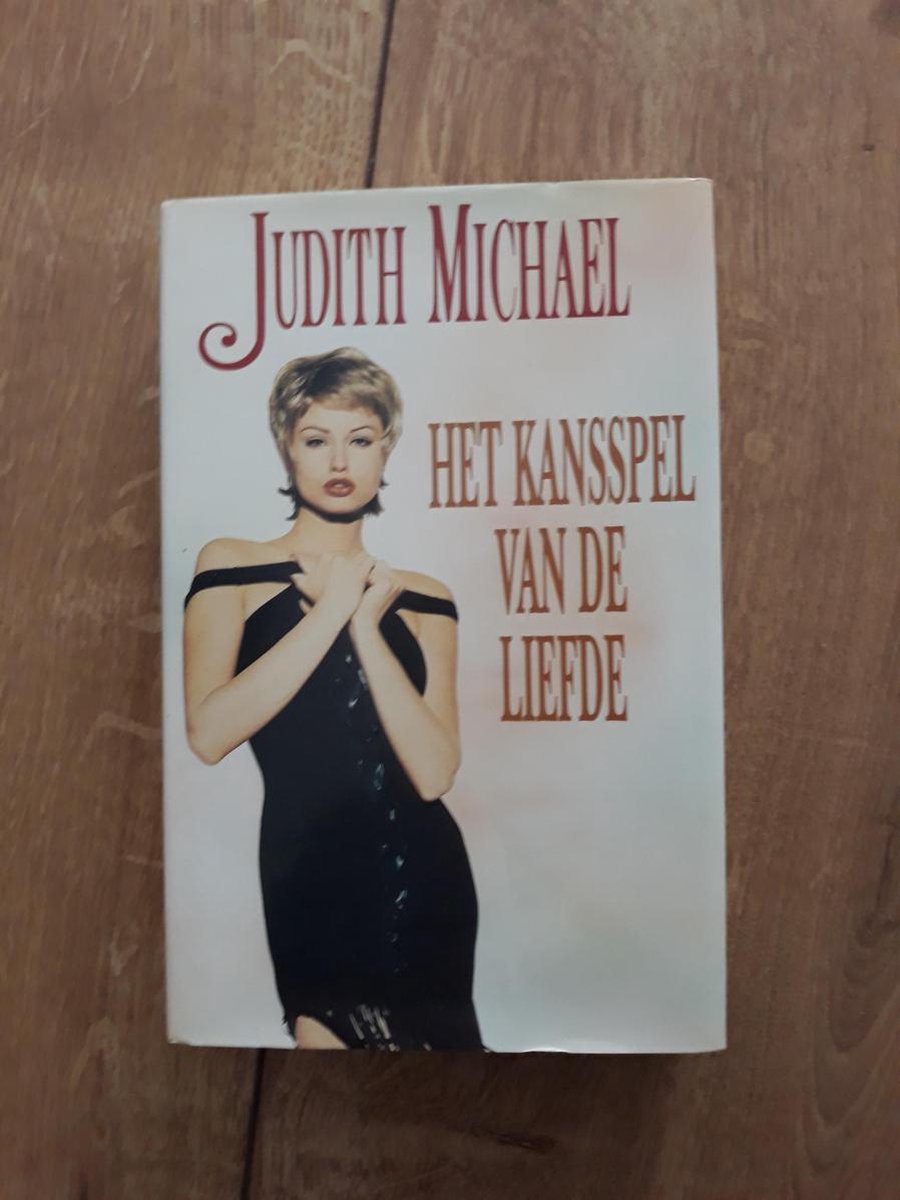 JUDITH MICHAEL
HET KANSSPEL
VAN DE
LIEFDE